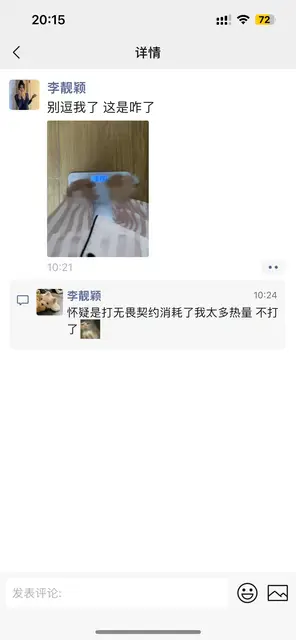 20:15
72
详情
李靓颖
别逗我了 这是咋了
10:21
李靓颖
10:24
怀疑是打无畏契约消耗了我太多热量 不打
了
发表评论: